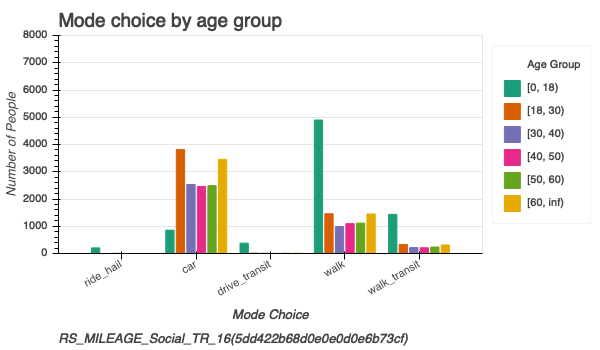 Mode choice by age group
8000
7000
6000
5000
4000
3000
2000
1000
0
Number of People
ride_hail
car
drive_transit
walk
walk_transit
Mode Choice
RS_MILEAGE_Social_TR_16(5dd422b68d0e0e0d0e6b73cf)
Age Group
[0, 18)
[18, 30)
[30, 40)
[40, 50)
[50, 60)
[60, inf)